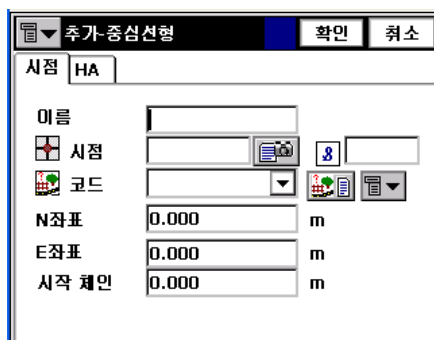 추가-중심선형 확인 취소
시점 HA
이름
시점
코드
N좌표 0.000 m
E좌표 0.000 m
시작 체인 0.000 m